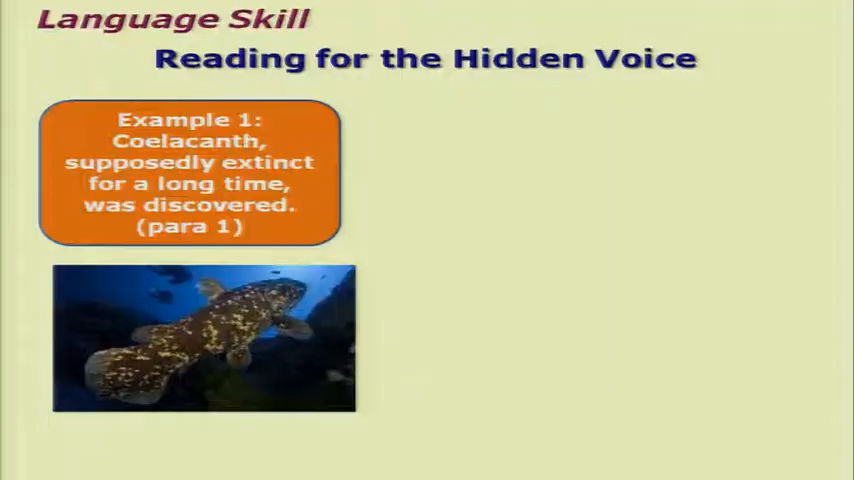 Language Skill
Reading for the Hidden Voice
Example 1:
Coelacanth,
supposedly extinct
for a long time,
was discovered.
(para 1)